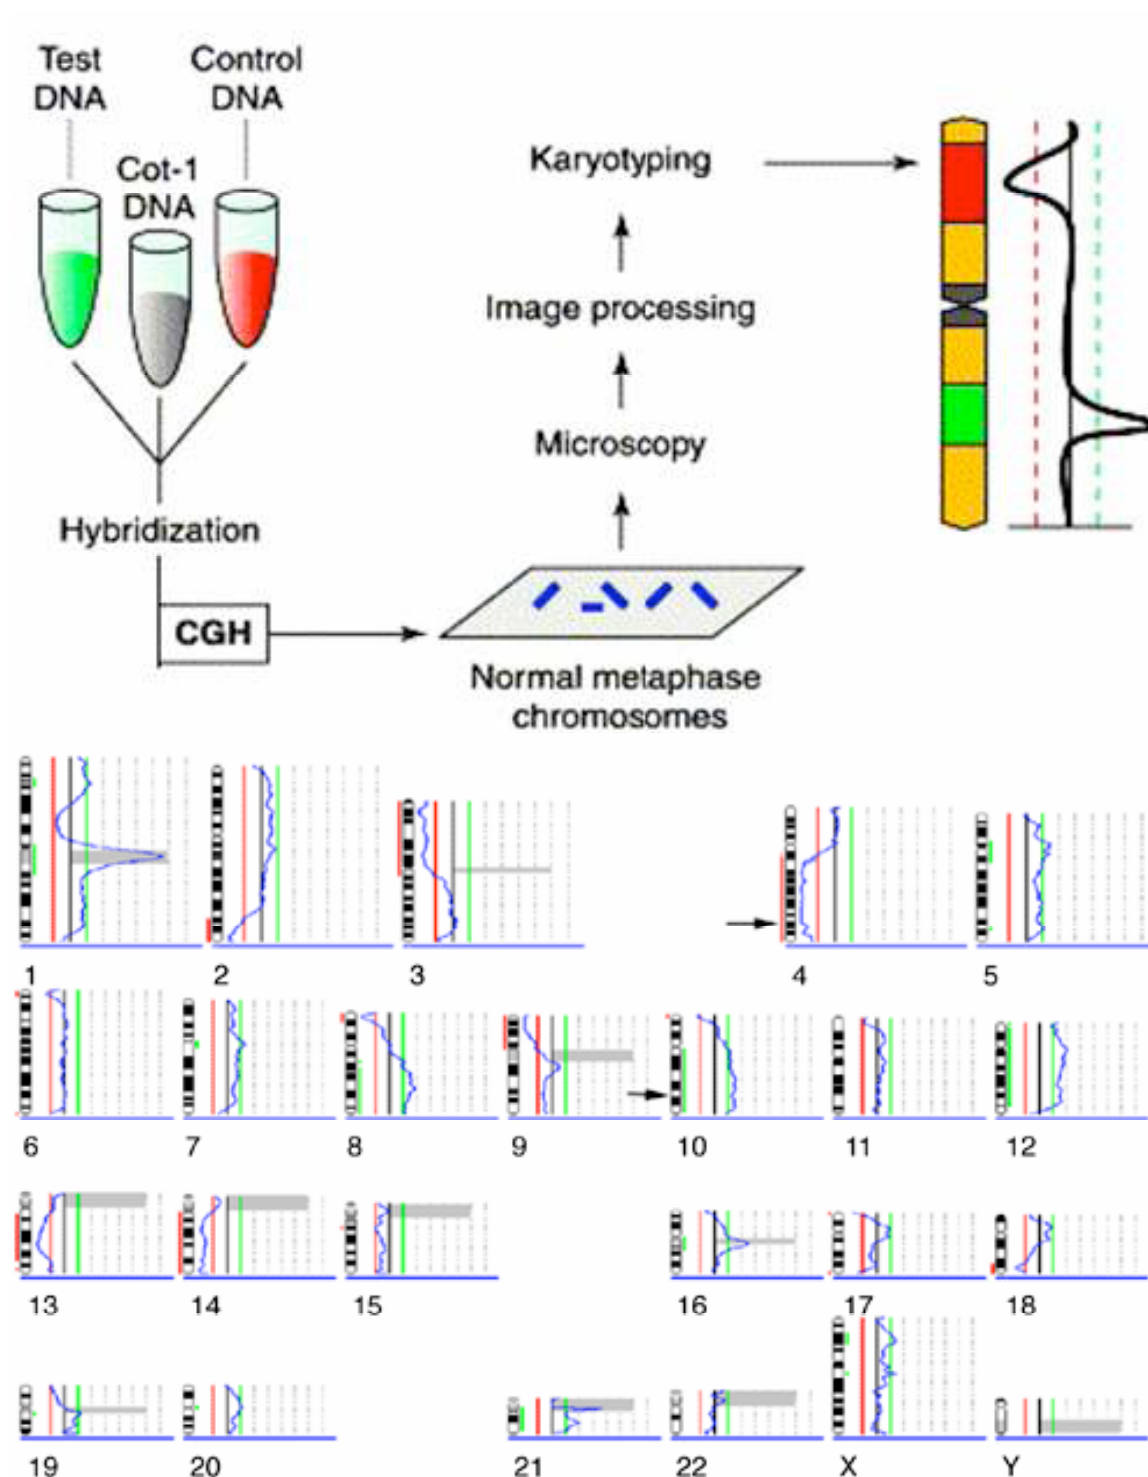 Test
DNA
Control
DNA
Cot-1
DNA
Karyotyping
Image processing
Microscopy
Hybridization
CGH
Normal metaphase
chromosomes
1 2 3 4 5
6 7 8 9 10 11 12
13 14 15 16 17 18
19 20 21 22 X Y